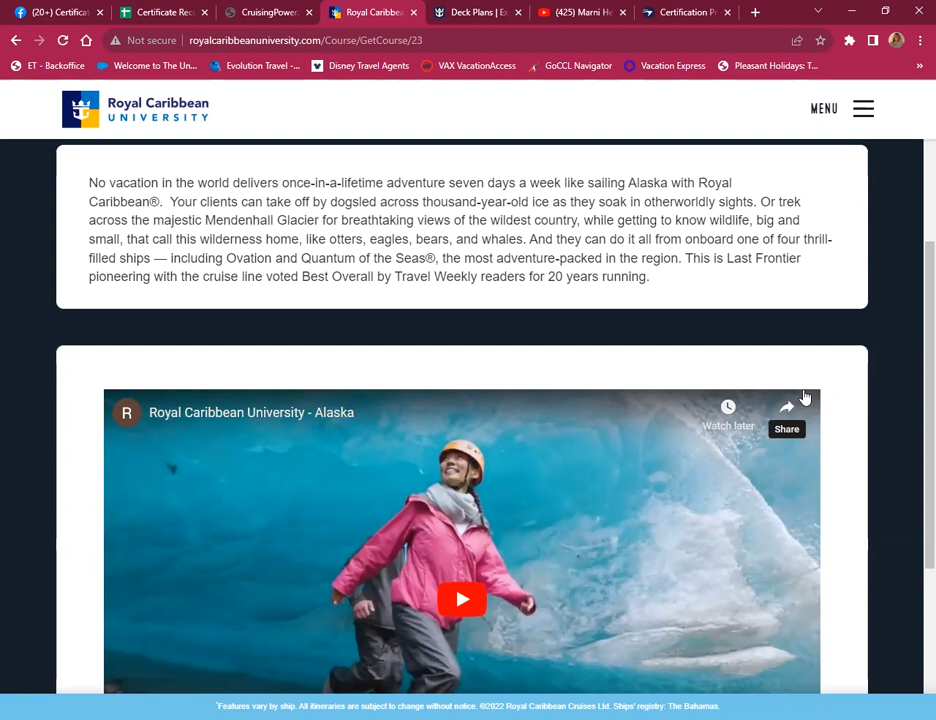 (20+) Certificat
Certificate Rec
CruisingPower.
Royal Caribbea
Deck Plans | Ex
(425) Marni He
Certification Pr
Not secure
royalcaribbeanuniversity.com/Course/GetCourse/23
ET - Backoffice
Welcome to The Un...
Evolution Travel -...
Disney Travel Agents
VAX VacationAccess
GoCCL Navigator
Vacation Express
Pleasant Holidays: T...
»
Royal Caribbean
UNIVERSITY
MENU
No vacation in the world delivers once-in-a-lifetime adventure seven days a week like sailing Alaska with Royal
Caribbean®. Your clients can take off by dogsled across thousand-year-old ice as they soak in otherworldly sights. Or trek
across the majestic Mendenhall Glacier for breathtaking views of the wildest country, while getting to know wildlife, big and
small, that call this wilderness home, like otters, eagles, bears, and whales. And they can do it all from onboard one of four thrill-
filled ships — including Ovation and Quantum of the Seas®, the most adventure-packed in the region. This is Last Frontier
pioneering with the cruise line voted Best Overall by Travel Weekly readers for 20 years running.
R
Royal Caribbean University - Alaska
Watch later
Share
*Features vary by ship. All itineraries are subject to change without notice. ©2022 Royal Caribbean Cruises Ltd. Ships' registry: The Bahamas.